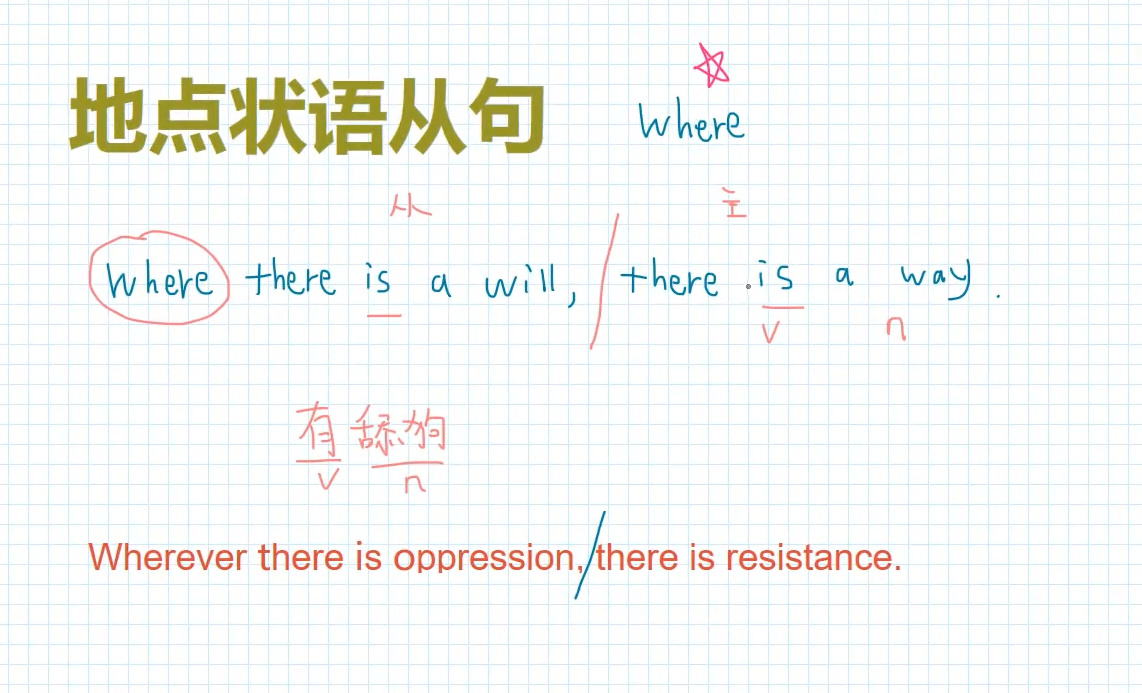 地点状语从句 where
从 主
Where there is a will, there is a way.
v n
有舔狗
v n
Wherever there is oppression, there is resistance.